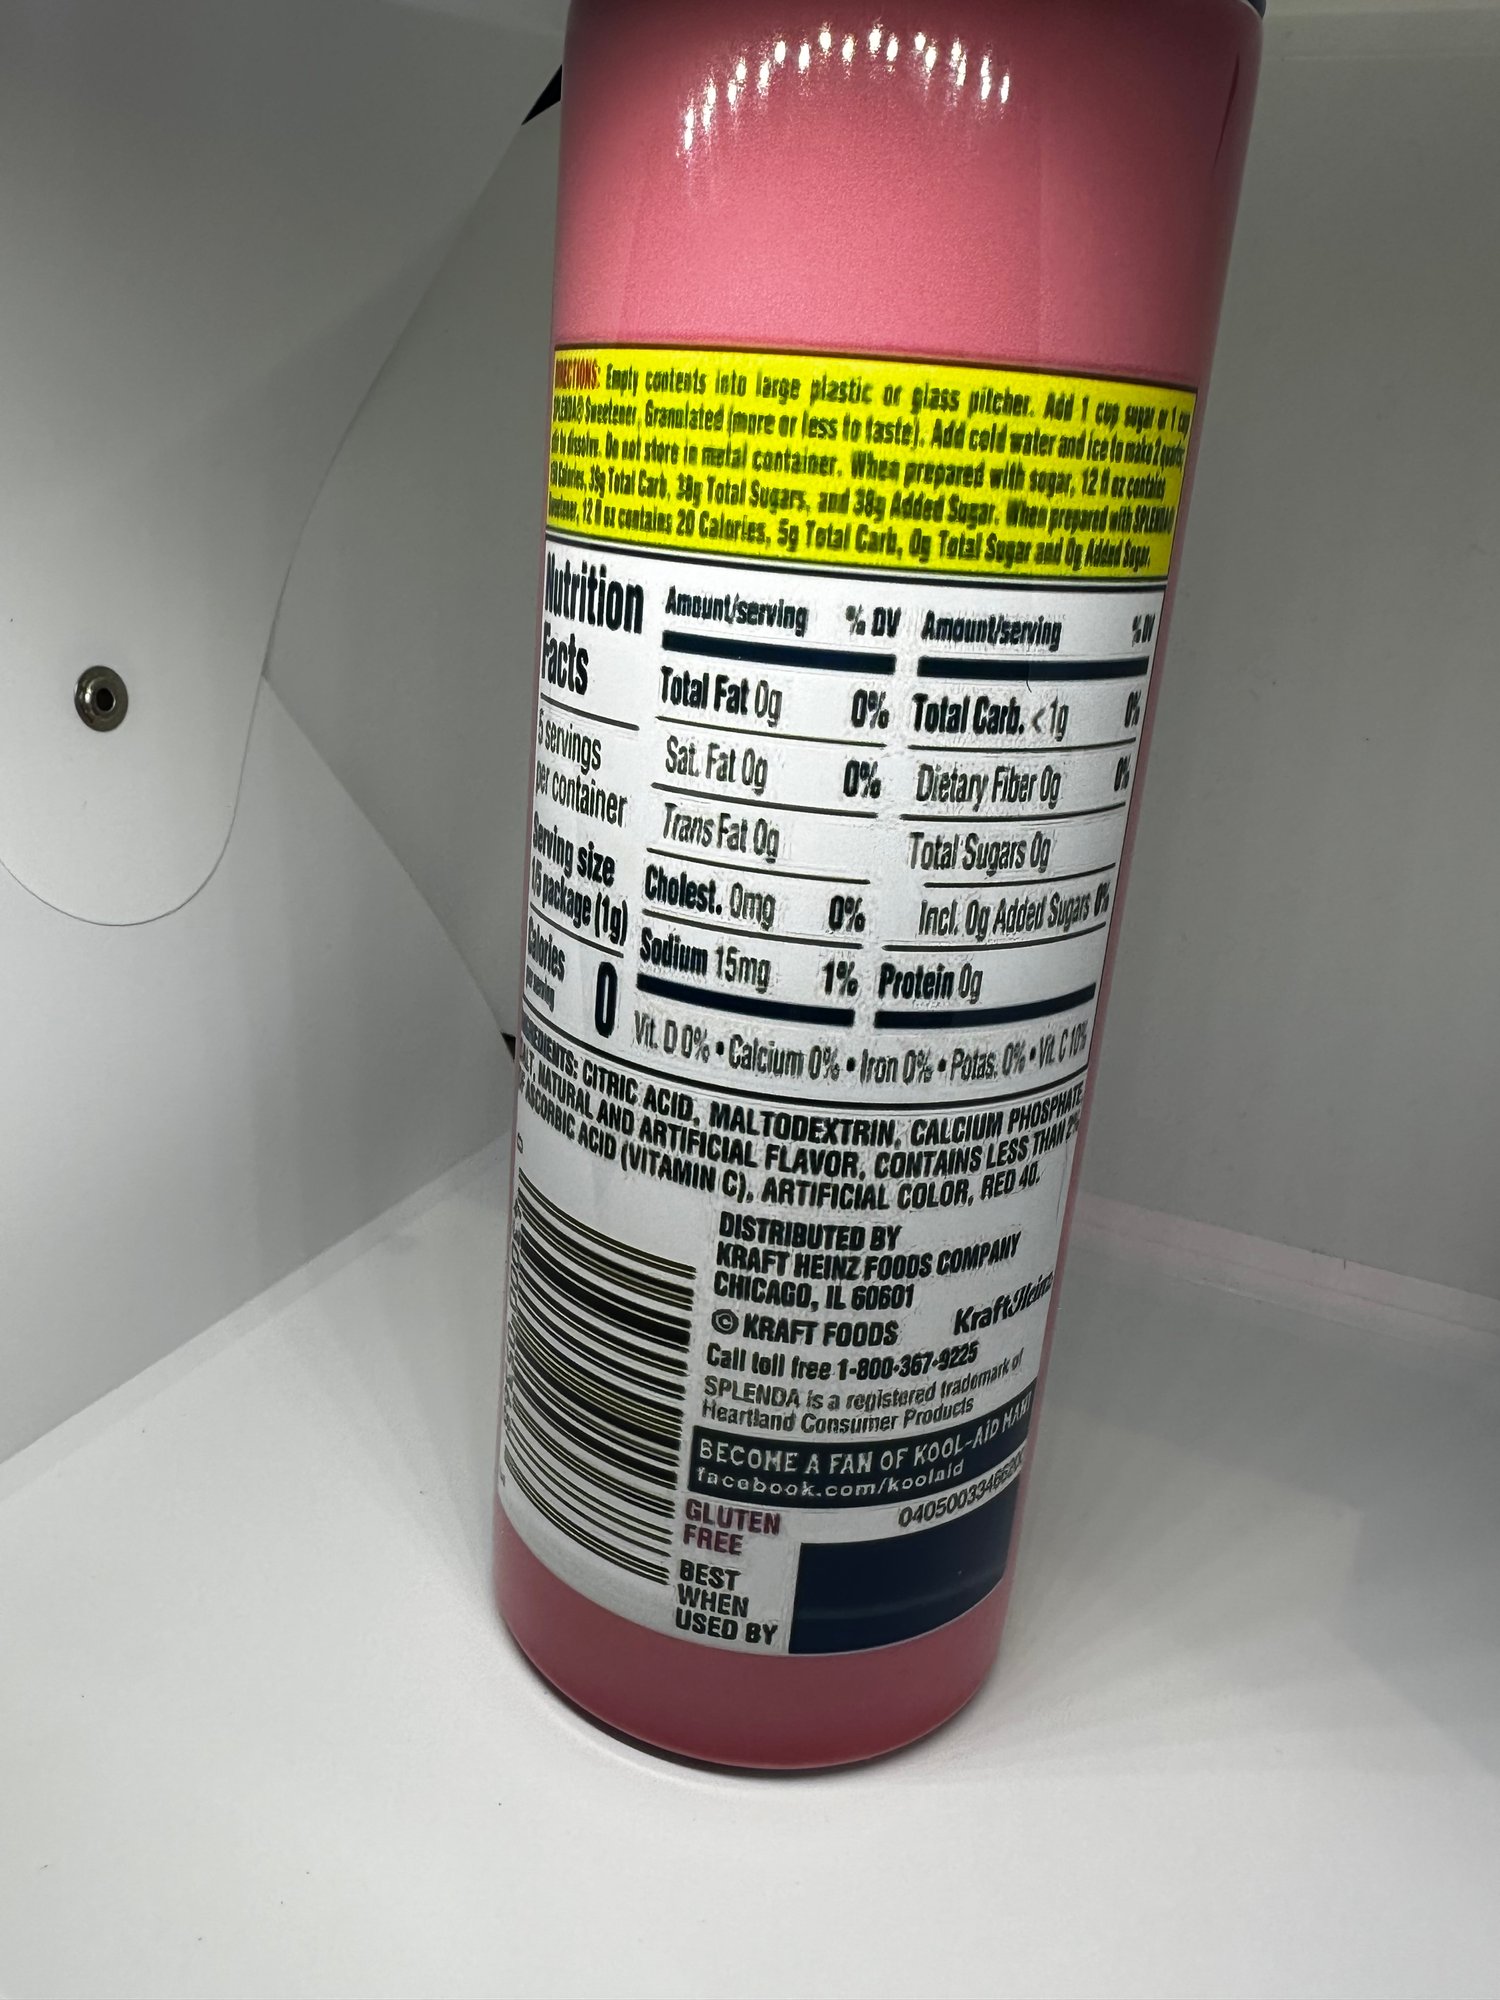 DIRECTIONS: Empty contents into large plastic or glass pitcher. Add 1 cup sugar or 1 cup
SPLENDA® Sweetener, Granulated (more or less to taste). Add cold water and ice to make 2 quarts;
to dissolve. Do not store in metal container. When prepared with sugar, 12 fl oz contains
Calories, 39g Total Carb, 38g Total Sugars, and 38g Added Sugar. When prepared with SPLENDA®
Sweetener, 12 fl oz contains 20 Calories, 5g Total Carb, 0g Total Sugar and 0g Added Sugar.
Nutrition
Facts
5 servings
per container
Serving size
1/5 package (1g)
Calories
per serving
0
Amount/serving % DV
Total Fat 0g 0%
Sat. Fat 0g 0%
Trans Fat 0g
Cholest. 0mg 0%
Sodium 15mg 1%
Amount/serving % DV
Total Carb. <1g 0%
Dietary Fiber 0g 0%
Total Sugars 0g
Incl. 0g Added Sugars 0%
Protein 0g
Vit. D 0% • Calcium 0% • Iron 0% • Potas. 0% • Vit. C 10%
INGREDIENTS: CITRIC ACID, MALTODEXTRIN, CALCIUM PHOSPHATE,
SALT, NATURAL AND ARTIFICIAL FLAVOR, CONTAINS LESS THAN 2%
OF ASCORBIC ACID (VITAMIN C), ARTIFICIAL COLOR, RED 40.
DISTRIBUTED BY
KRAFT HEINZ FOODS COMPANY
CHICAGO, IL 60601
© KRAFT FOODS
KraftHeinz
Call toll free 1-800-367-9225
SPLENDA is a registered trademark of
Heartland Consumer Products
BECOME A FAN OF KOOL-AID MAN!
facebook.com/koolaid
GLUTEN
FREE
BEST
WHEN
USED BY